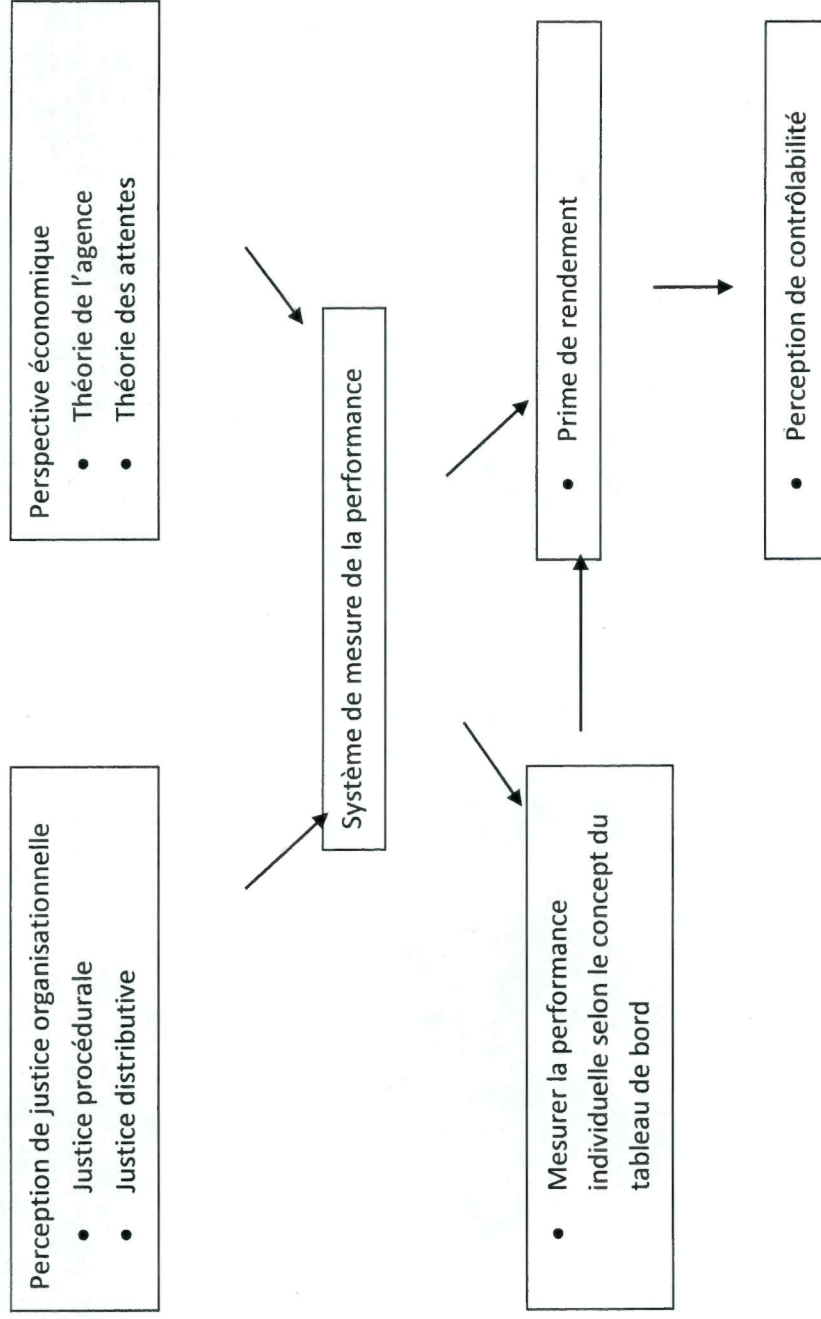 Perception de justice organisationnelle
• Justice procédurale
• Justice distributive
Perspective économique
• Théorie de l'agence
• Théorie des attentes
Système de mesure de la performance
• Mesurer la performance
individuelle selon le concept du
tableau de bord
• Prime de rendement
• Perception de contrôlabilité